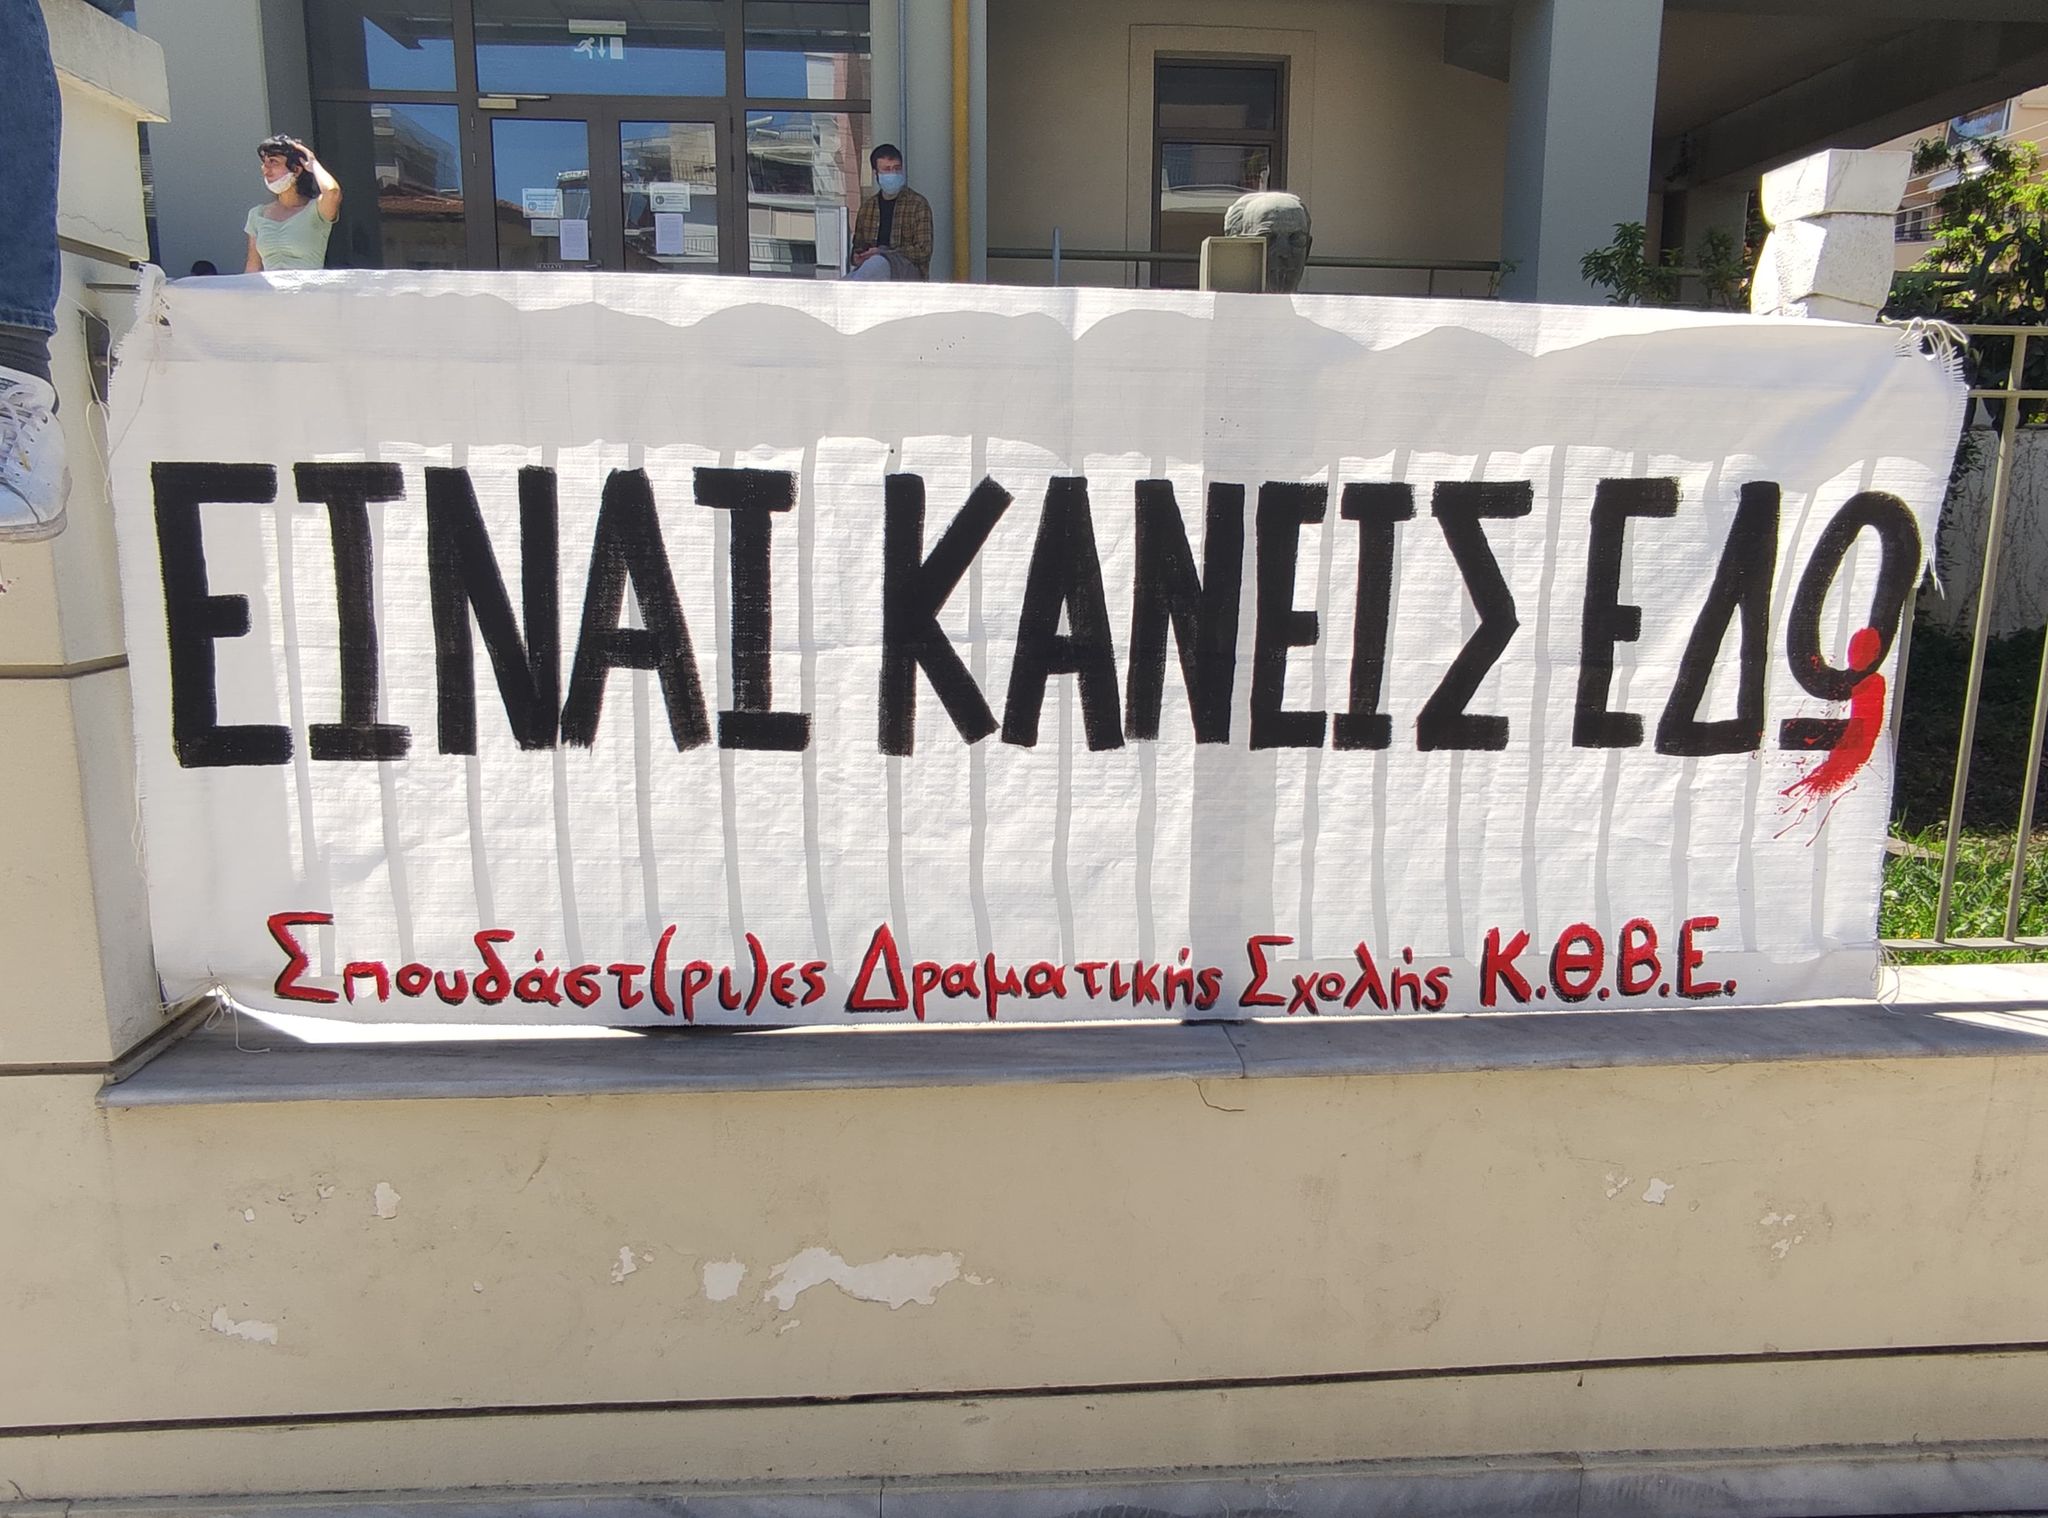 ΕΙΝΑΙ ΚΑΝΕΙΣ ΕΔΩ;
Σπουδάστ(ρι)ες Δραματικής Σχολής Κ.Θ.Β.Ε.